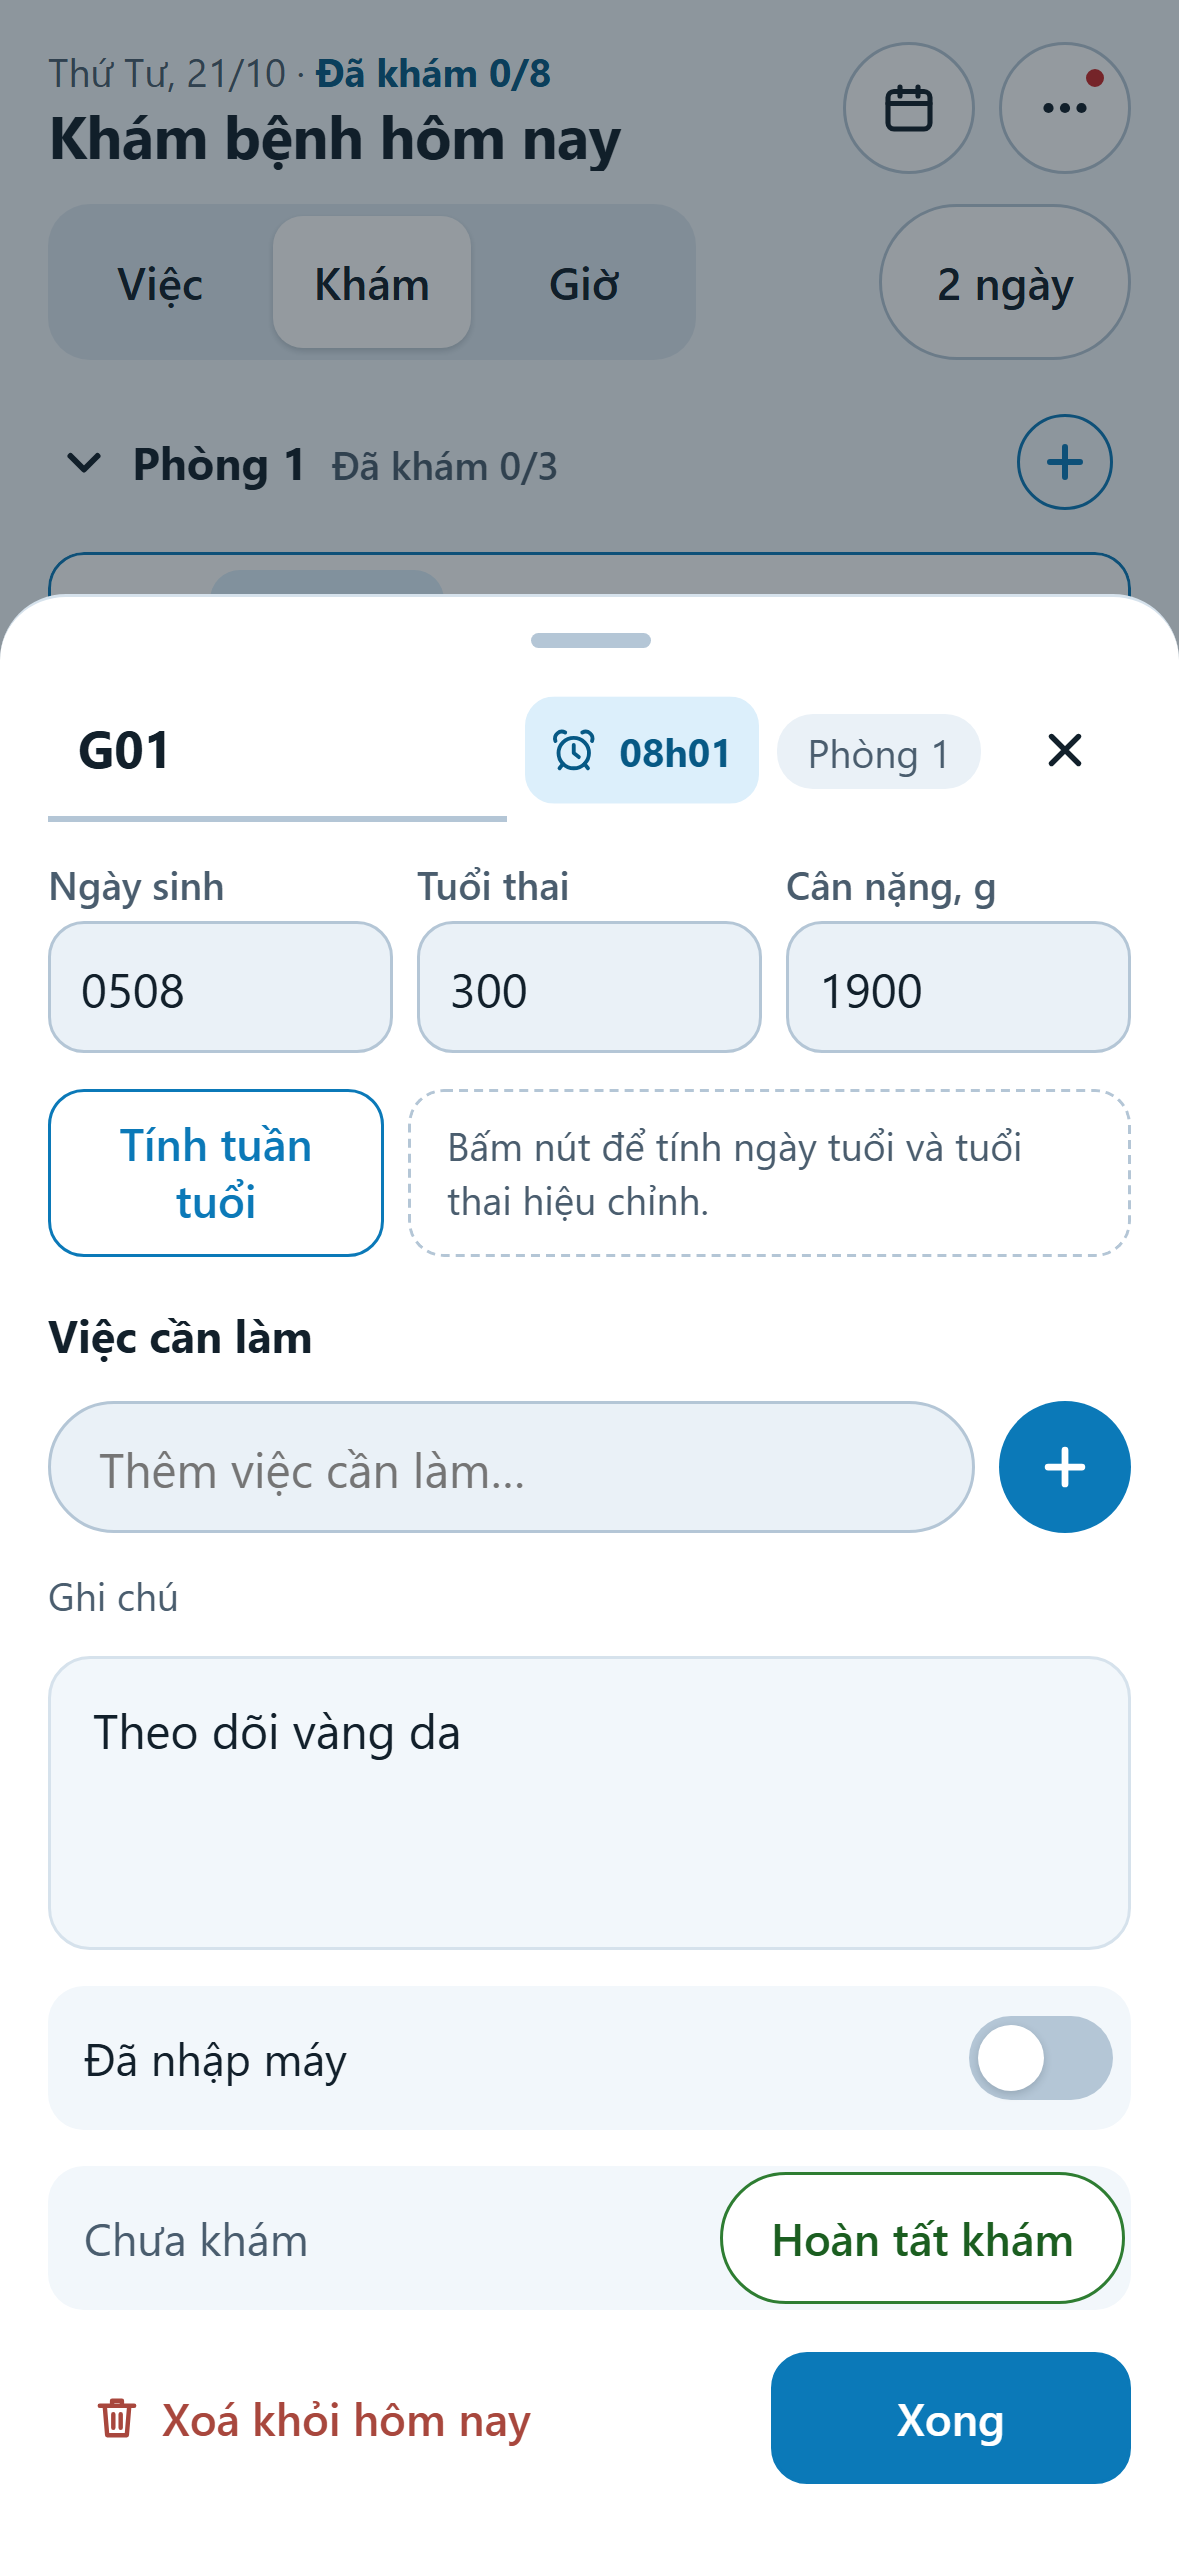 Thứ Tư, 21/10 · Đã khám 0/8
Khám bệnh hôm nay
Việc
Khám
Giờ
2 ngày
Phòng 1 Đã khám 0/3
G01
08h01
Phòng 1
Ngày sinh
Tuổi thai
Cân nặng, g
0508
300
1900
Tính tuần
tuổi
Bấm nút để tính ngày tuổi và tuổi
thai hiệu chỉnh.
Việc cần làm
Thêm việc cần làm...
Ghi chú
Theo dõi vàng da
Đã nhập máy
Chưa khám
Hoàn tất khám
Xoá khỏi hôm nay
Xong